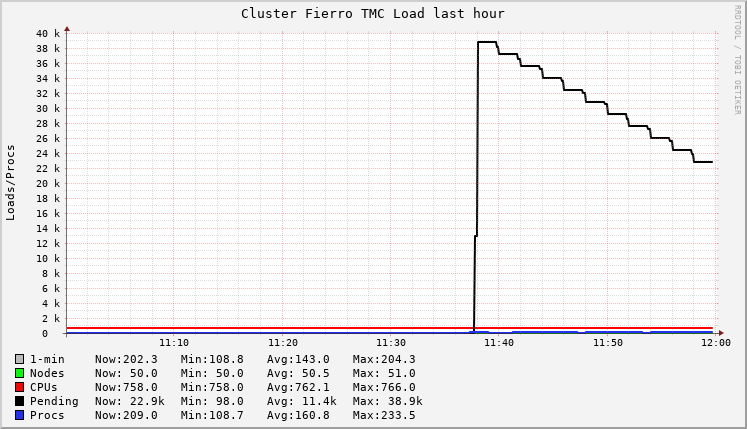 Cluster Fierro TMC Load last hour
RRDTOOL / TOBI OETIKER
Loads/Procs
40 k
38 k
36 k
34 k
32 k
30 k
28 k
26 k
24 k
22 k
20 k
18 k
16 k
14 k
12 k
10 k
8 k
6 k
4 k
2 k
0
11:10 11:20 11:30 11:40 11:50 12:00
1-min Now:202.3 Min:108.8 Avg:143.0 Max:204.3
Nodes Now: 50.0 Min: 50.0 Avg: 50.5 Max: 51.0
CPUs Now:758.0 Min:758.0 Avg:762.1 Max:766.0
Pending Now: 22.9k Min: 98.0 Avg: 11.4k Max: 38.9k
Procs Now:209.0 Min:108.7 Avg:160.8 Max:233.5